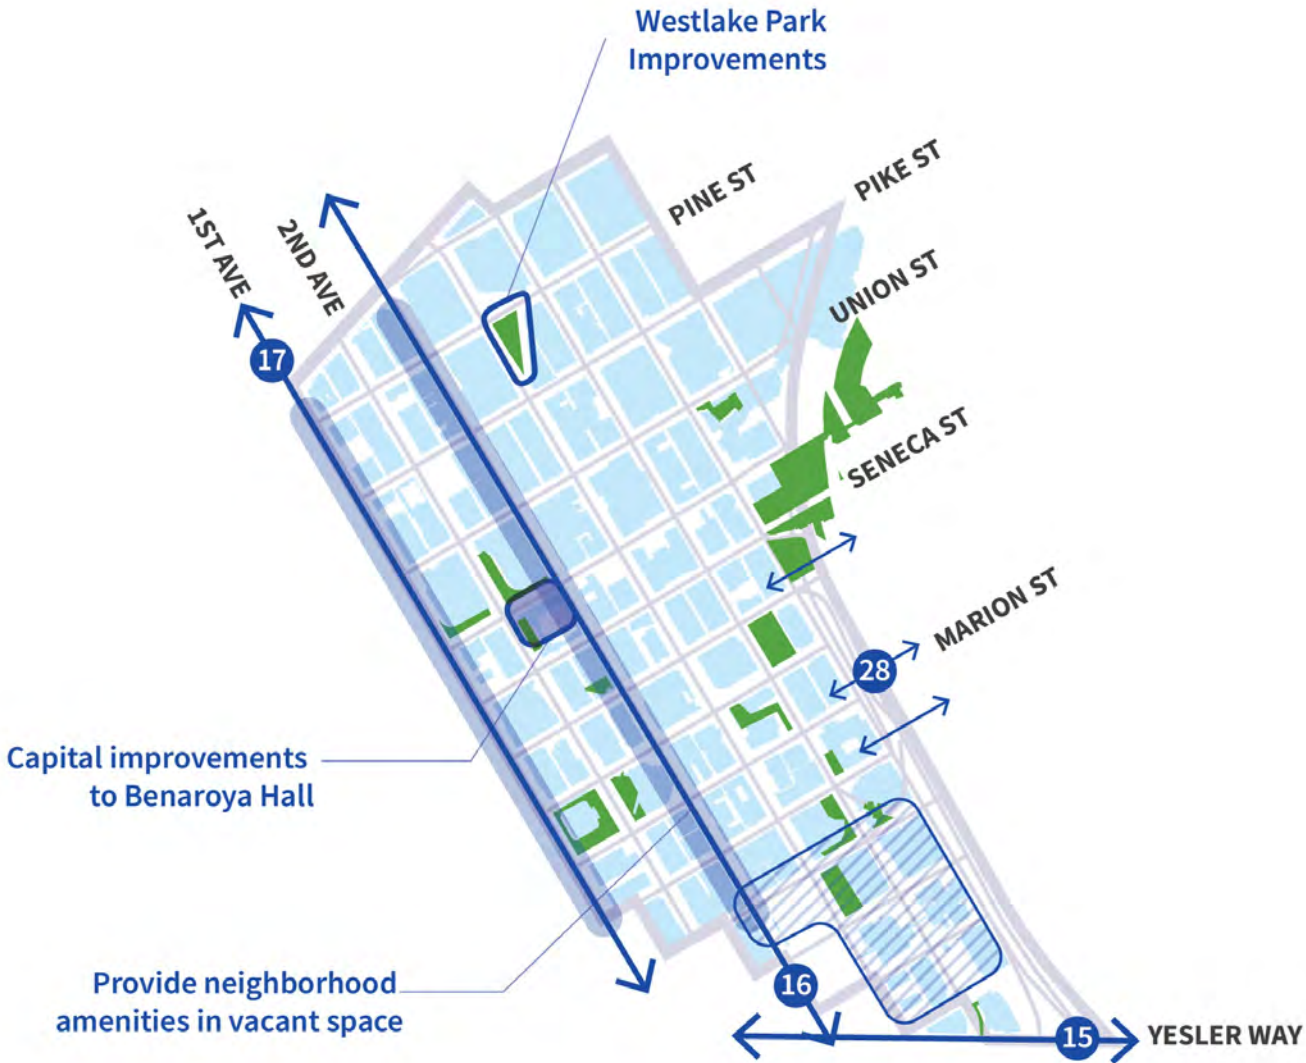 Westlake Park
Improvements
PINE ST
PIKE ST
1ST AVE
2ND AVE
UNION ST
17
SENECA ST
MARION ST
28
Capital improvements
to Benaroya Hall
Provide neighborhood
amenities in vacant space
16
15
YESLER WAY